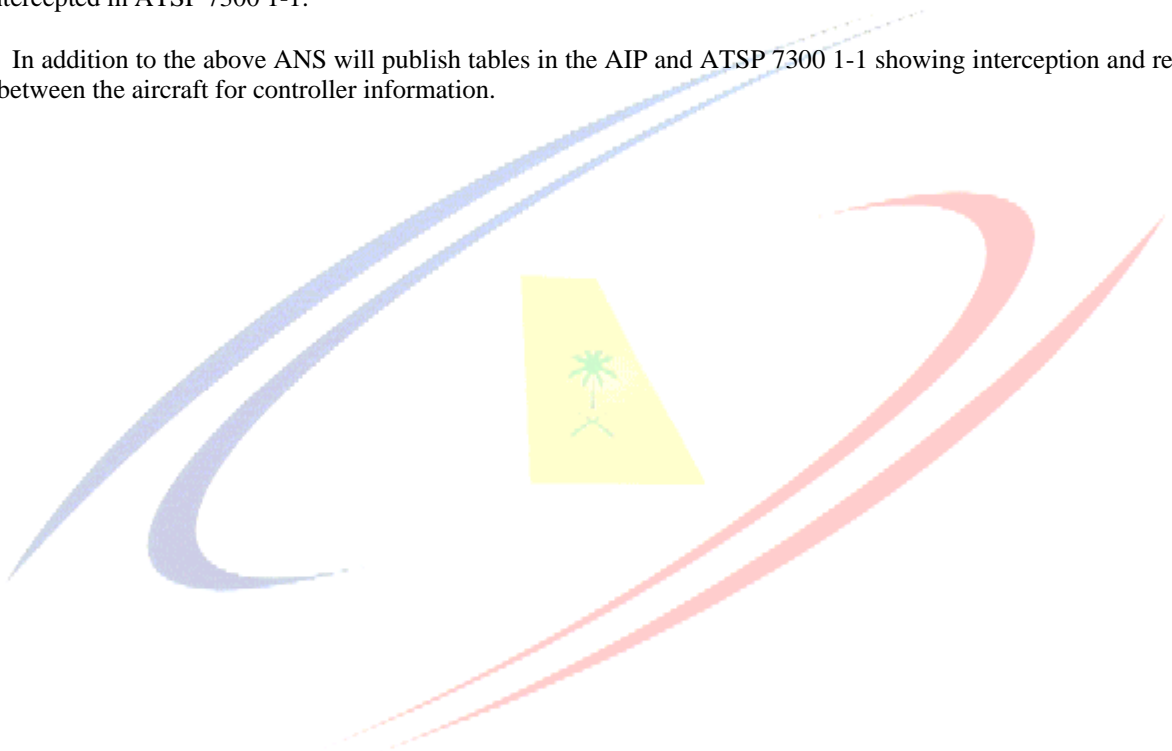 ntercepted in ATSP 7300 1-1.
In addition to the above ANS will publish tables in the AIP and ATSP 7300 1-1 showing interception and re
between the aircraft for controller information.